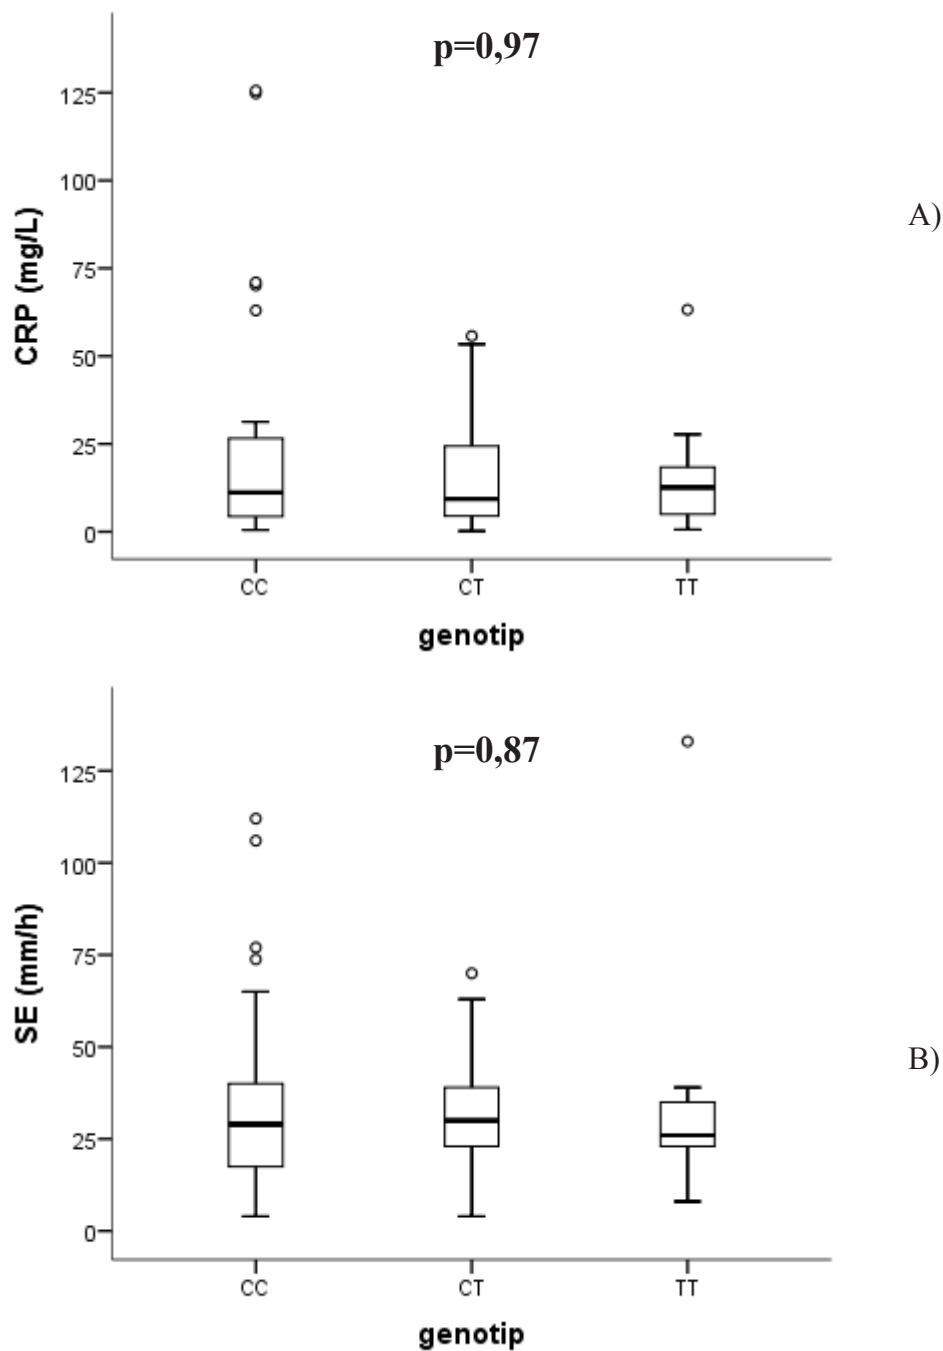 p=0,97
125
100
75
50
25
0
CRP (mg/L)
A)
CC CT TT
genotip
p=0,87
125
100
75
50
25
0
SE (mm/h)
B)
CC CT TT
genotip